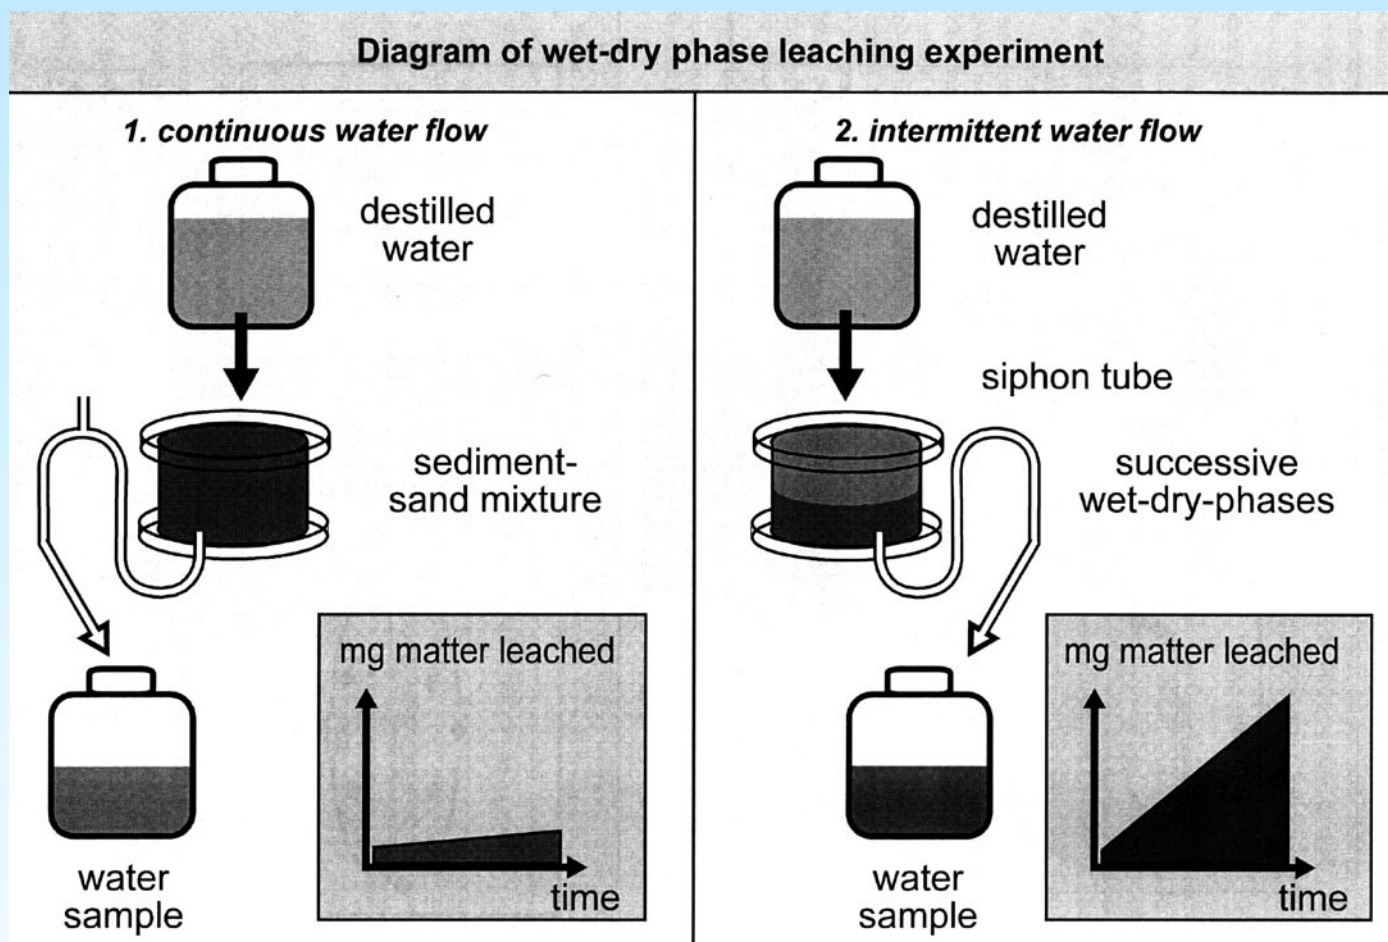 Diagram of wet-dry phase leaching experiment
1. continuous water flow
destilled
water
sediment-
sand mixture
mg matter leached
time
water
sample
2. intermittent water flow
destilled
water
siphon tube
successive
wet-dry-phases
mg matter leached
time
water
sample